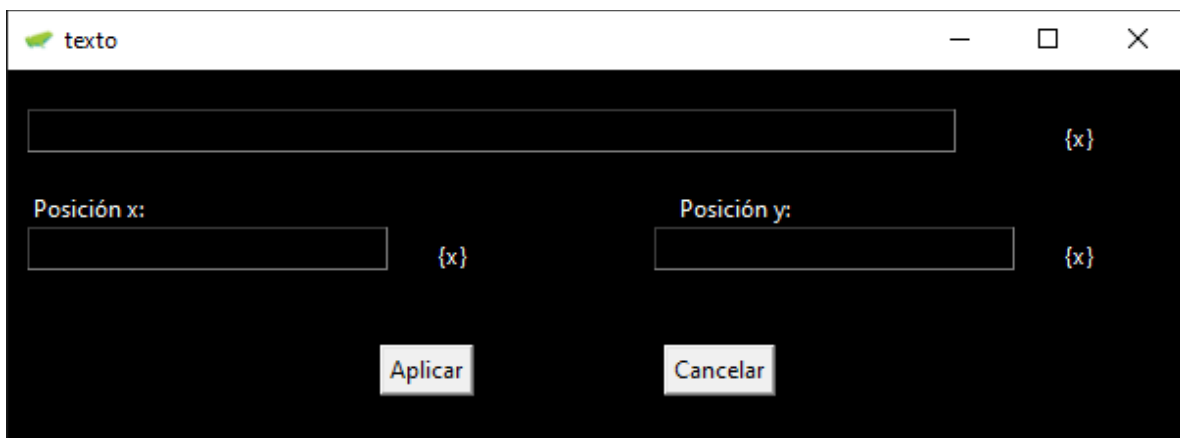 texto
{x}
Posición x:
Posición y:
{x}
{x}
Aplicar
Cancelar